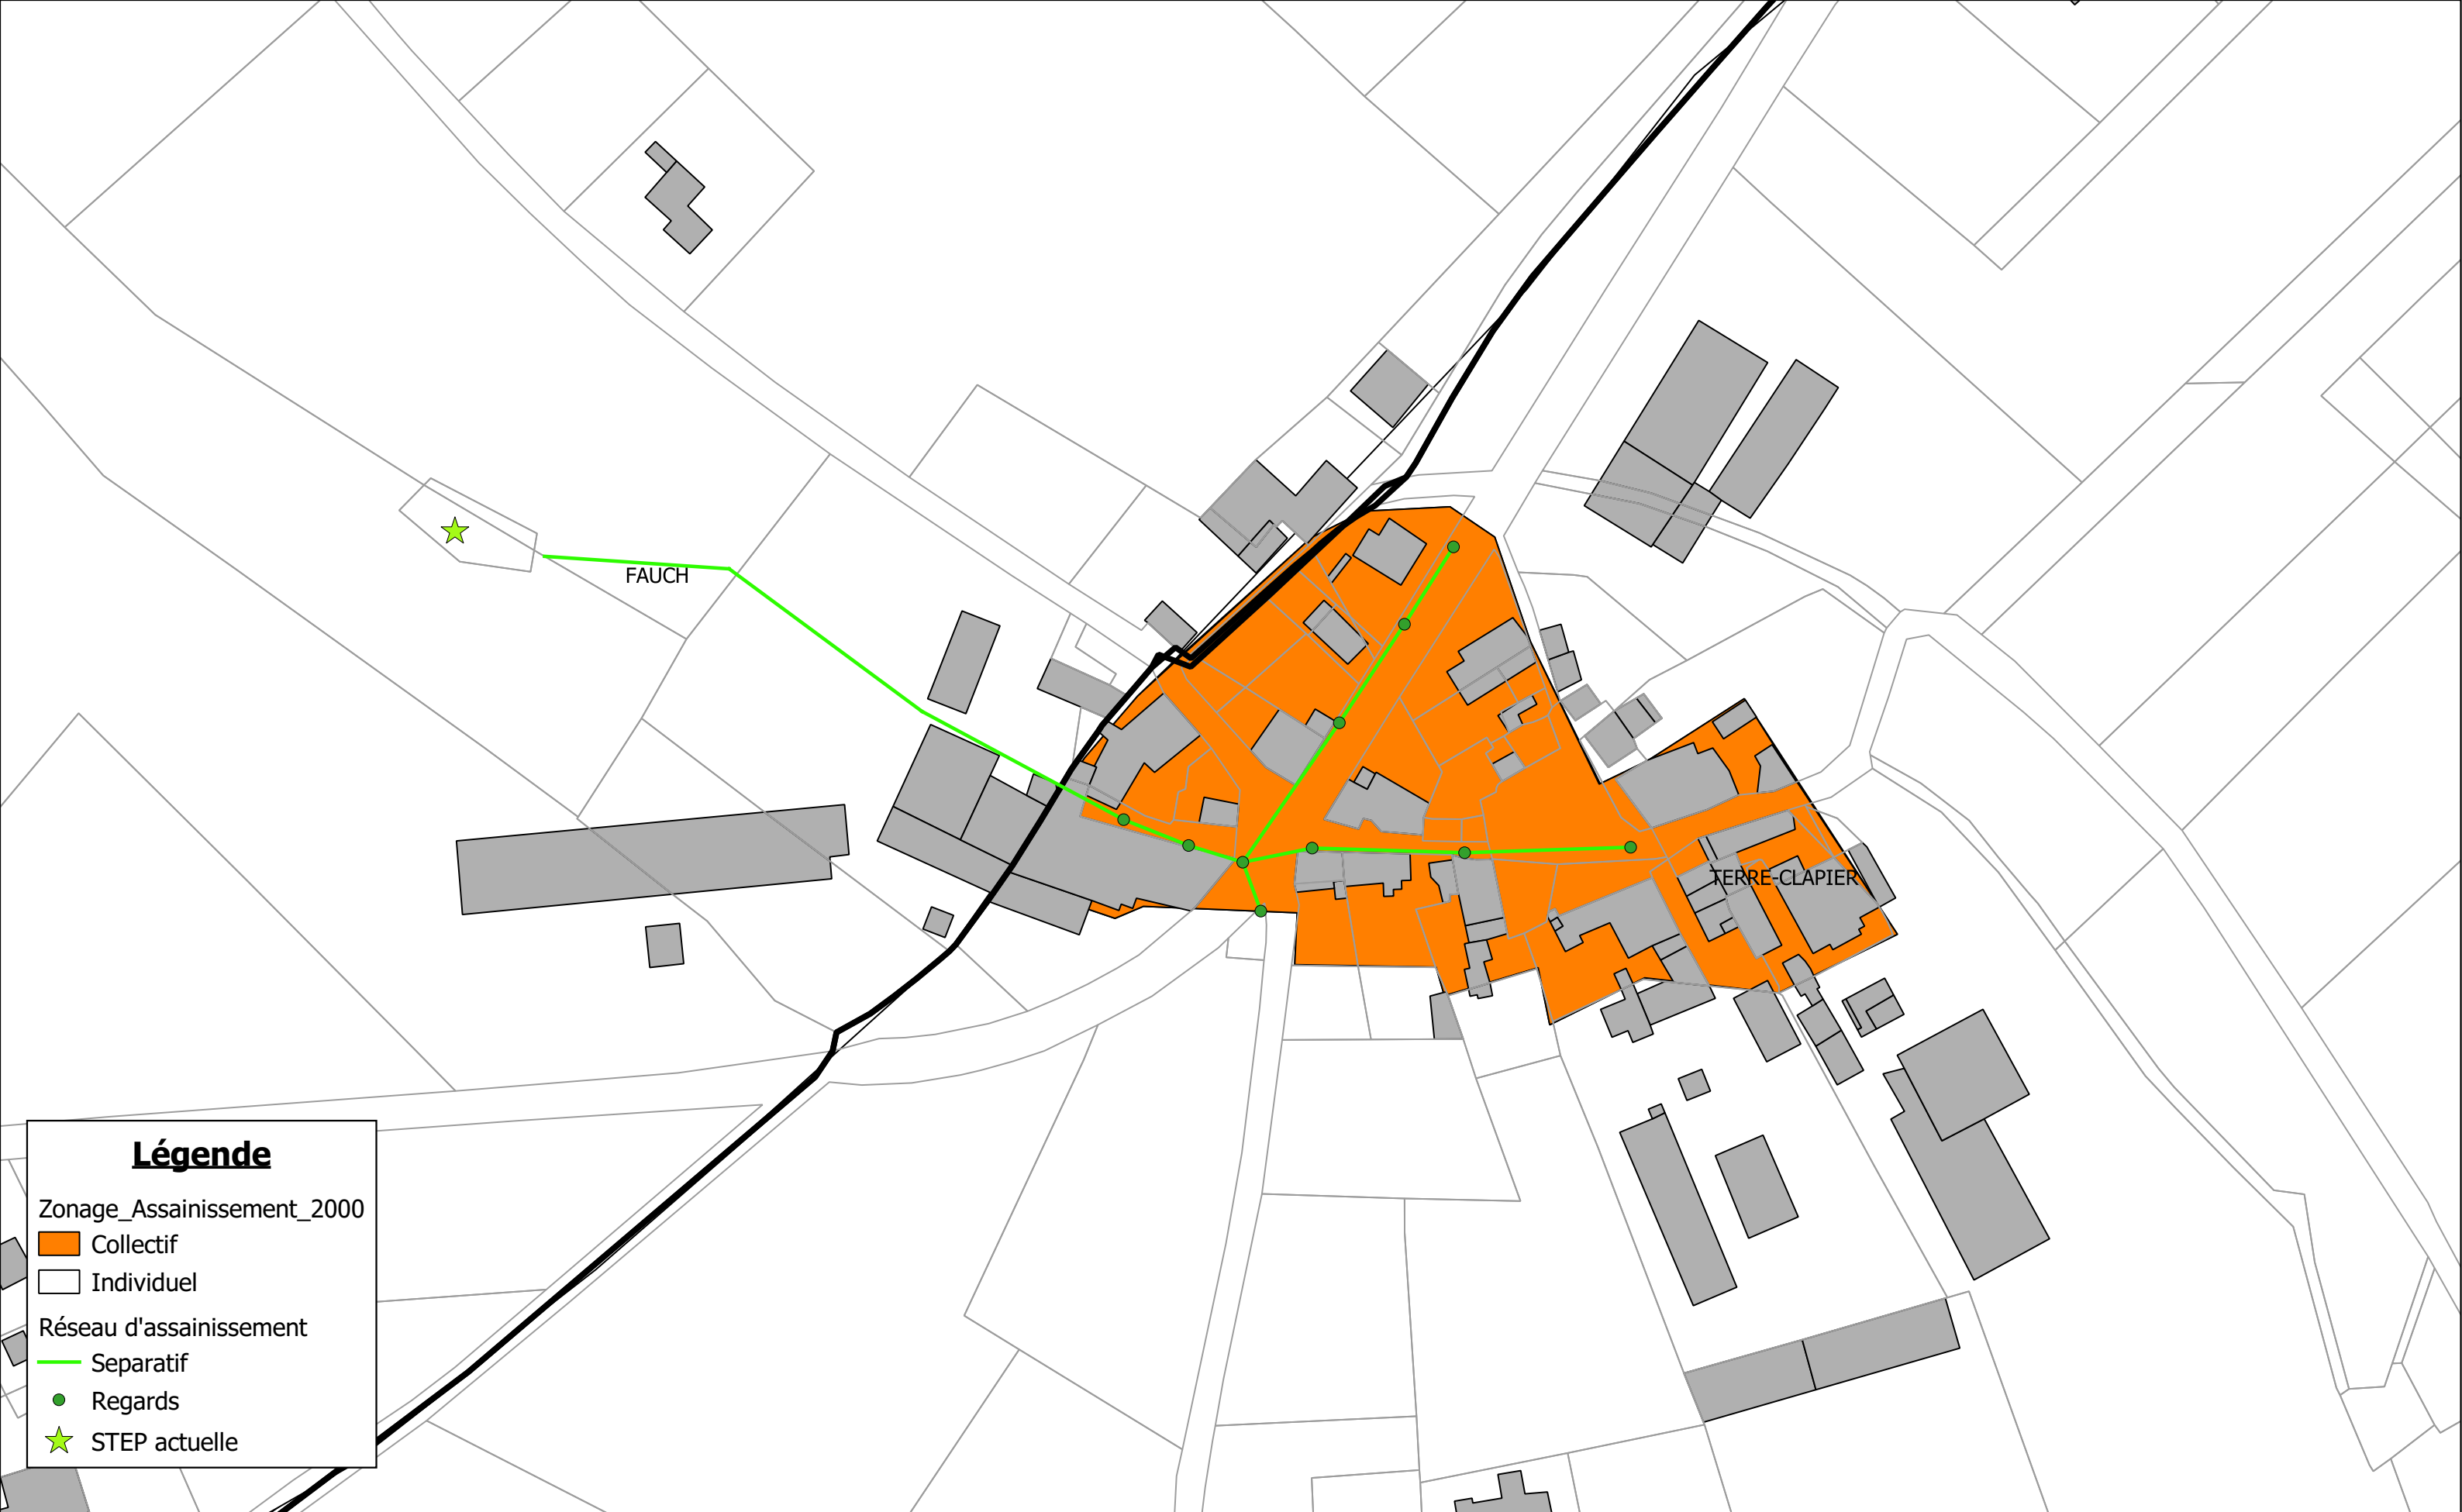 FAUCH
TERRE-CLAPIER
Légende
Zonage_Assainissement_2000
Collectif
Individuel
Réseau d'assainissement
Separatif
Regards
STEP actuelle